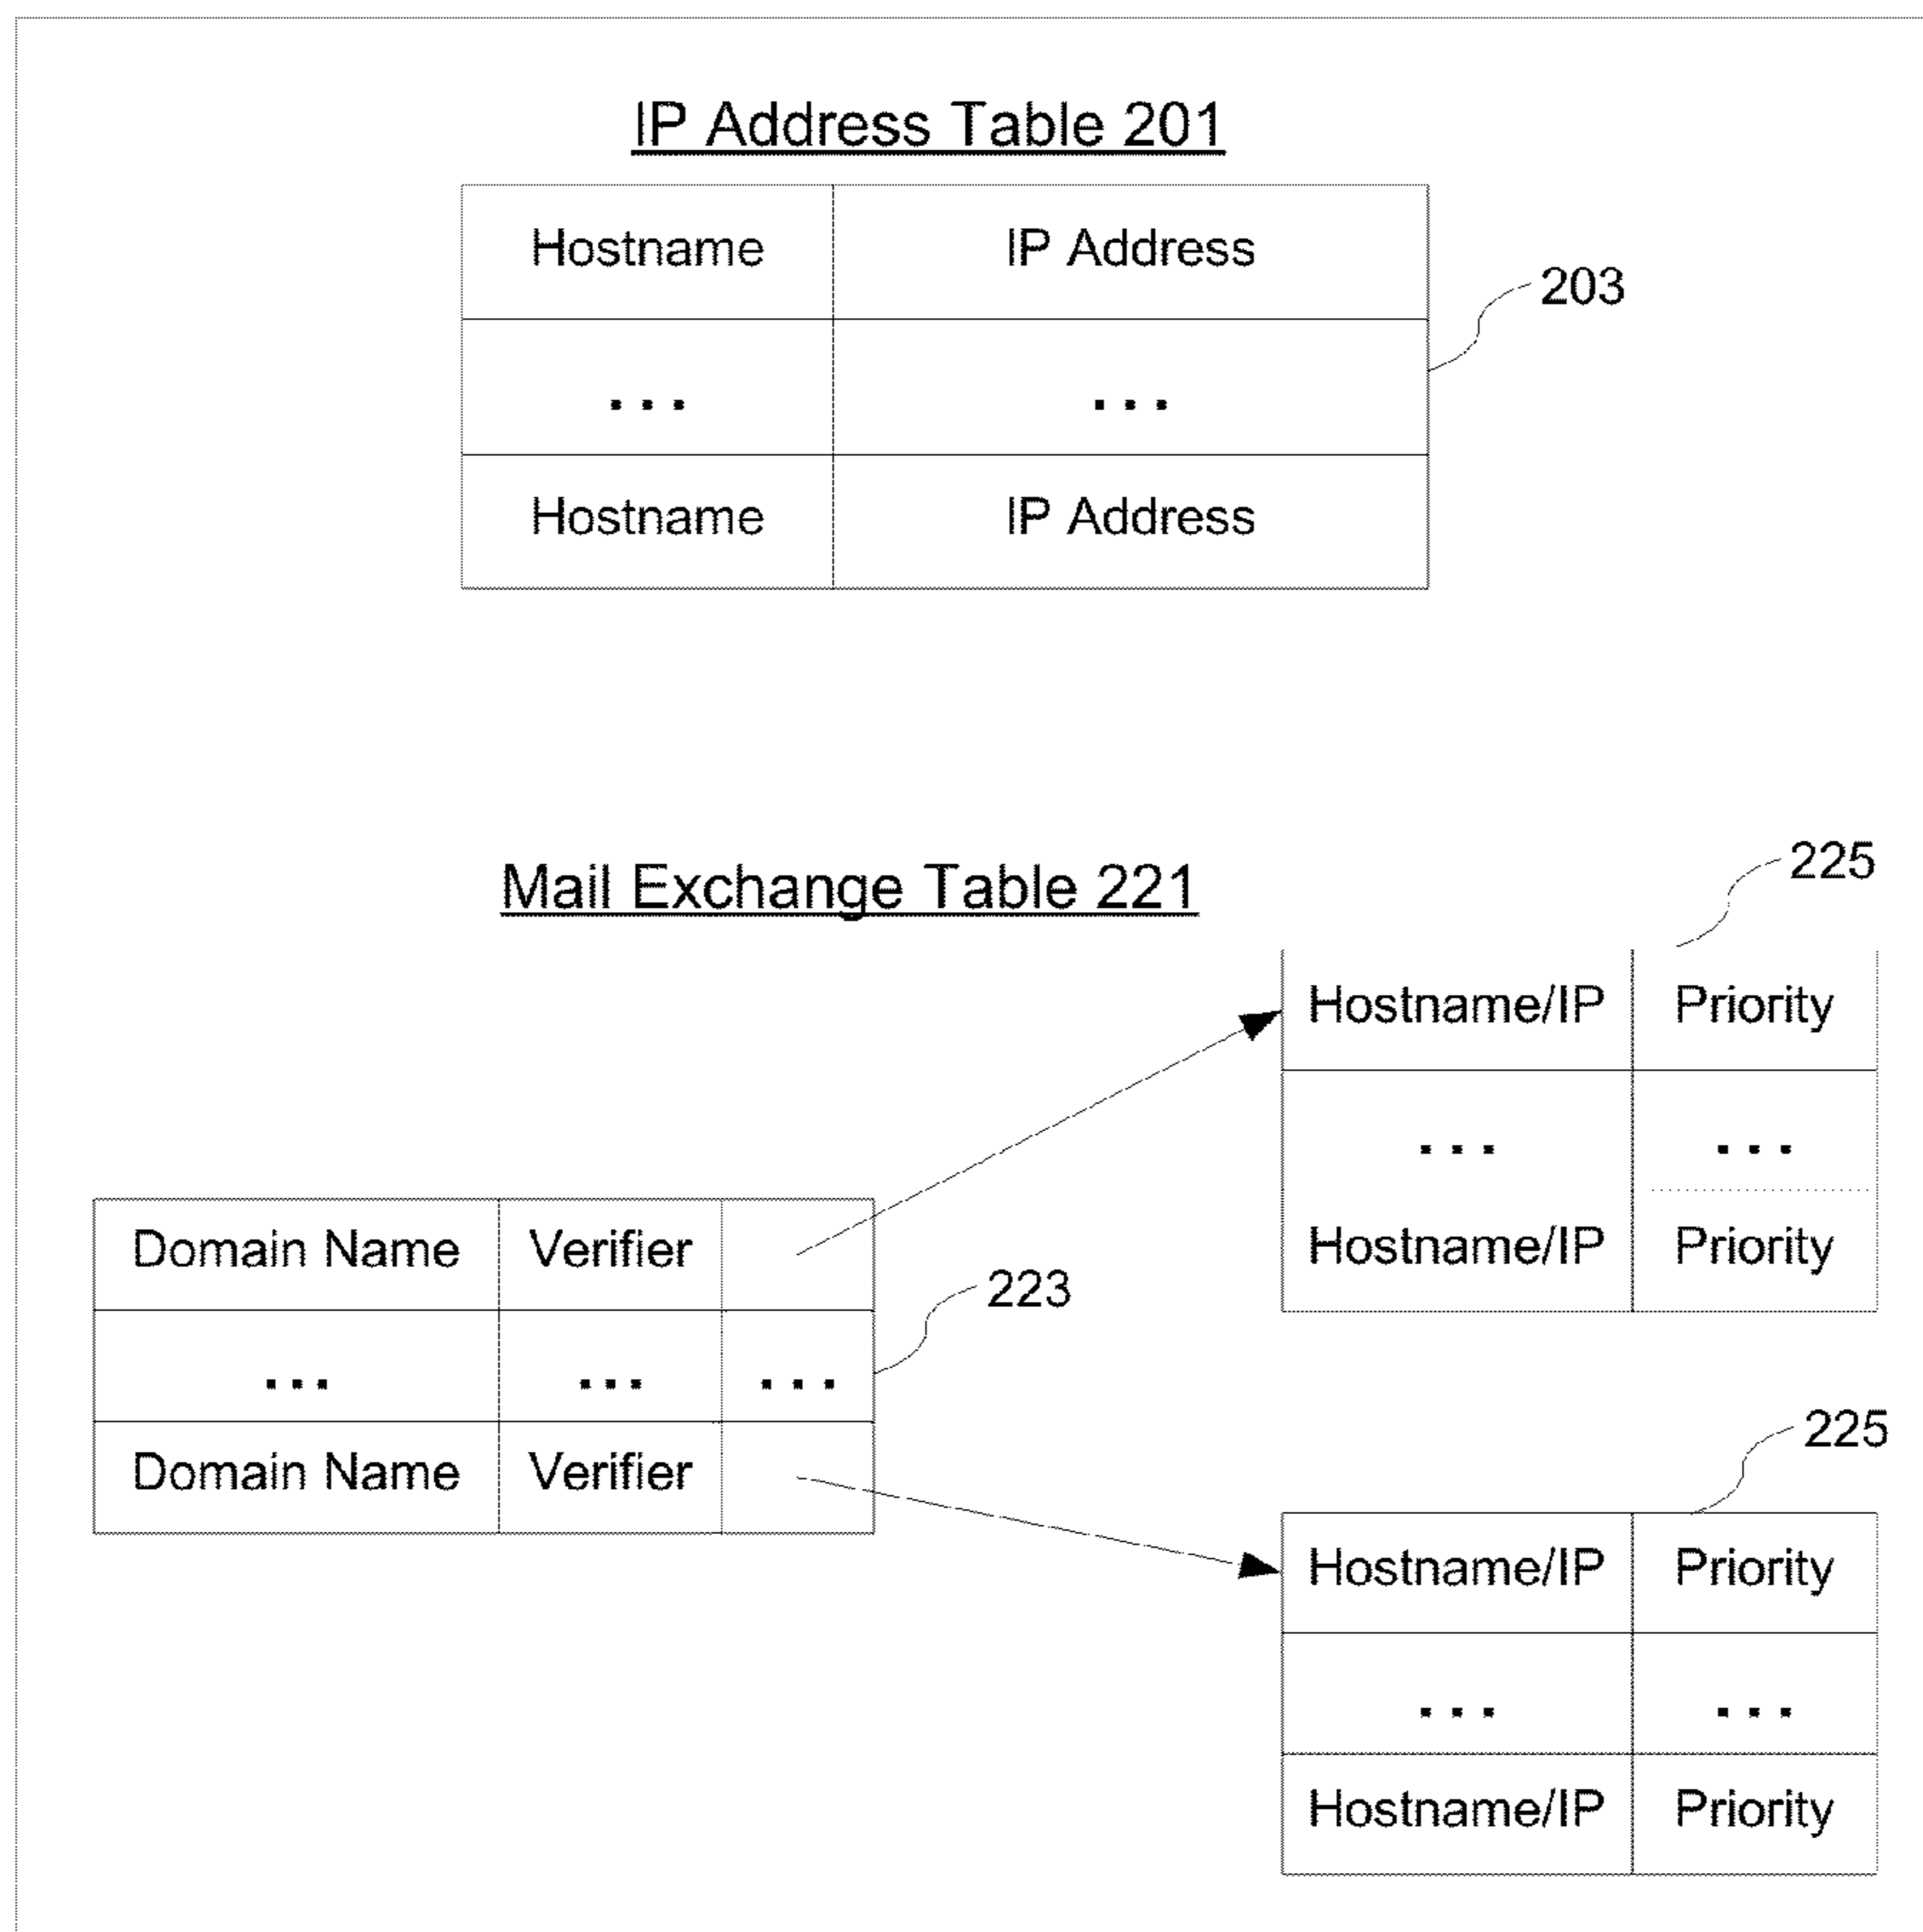 IP Address Table 201
Hostname IP Address
203
... ...
Hostname IP Address
Mail Exchange Table 221
225
Hostname/IP Priority
... ...
Hostname/IP Priority
Domain Name Verifier
223
... ... ...
Domain Name Verifier
225
Hostname/IP Priority
... ...
Hostname/IP Priority